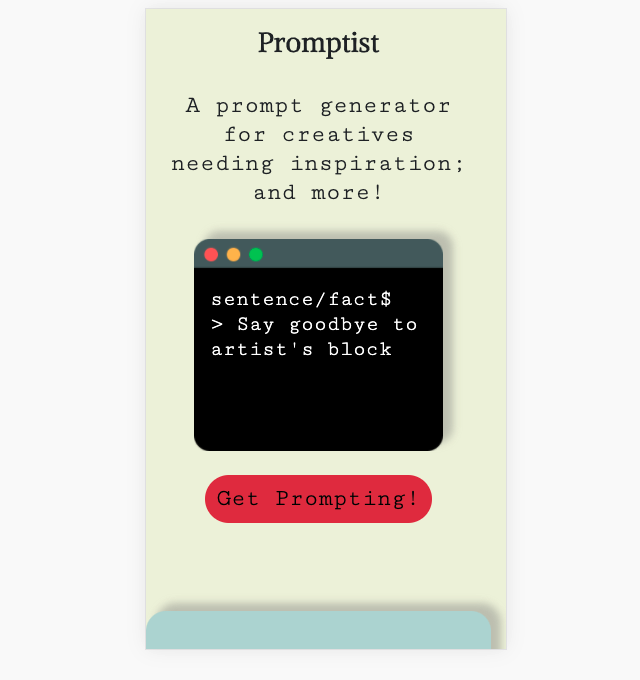 Promptist
A prompt generator
for creatives
needing inspiration;
and more!
sentence/fact$
> Say goodbye to
artist's block
Get Prompting!